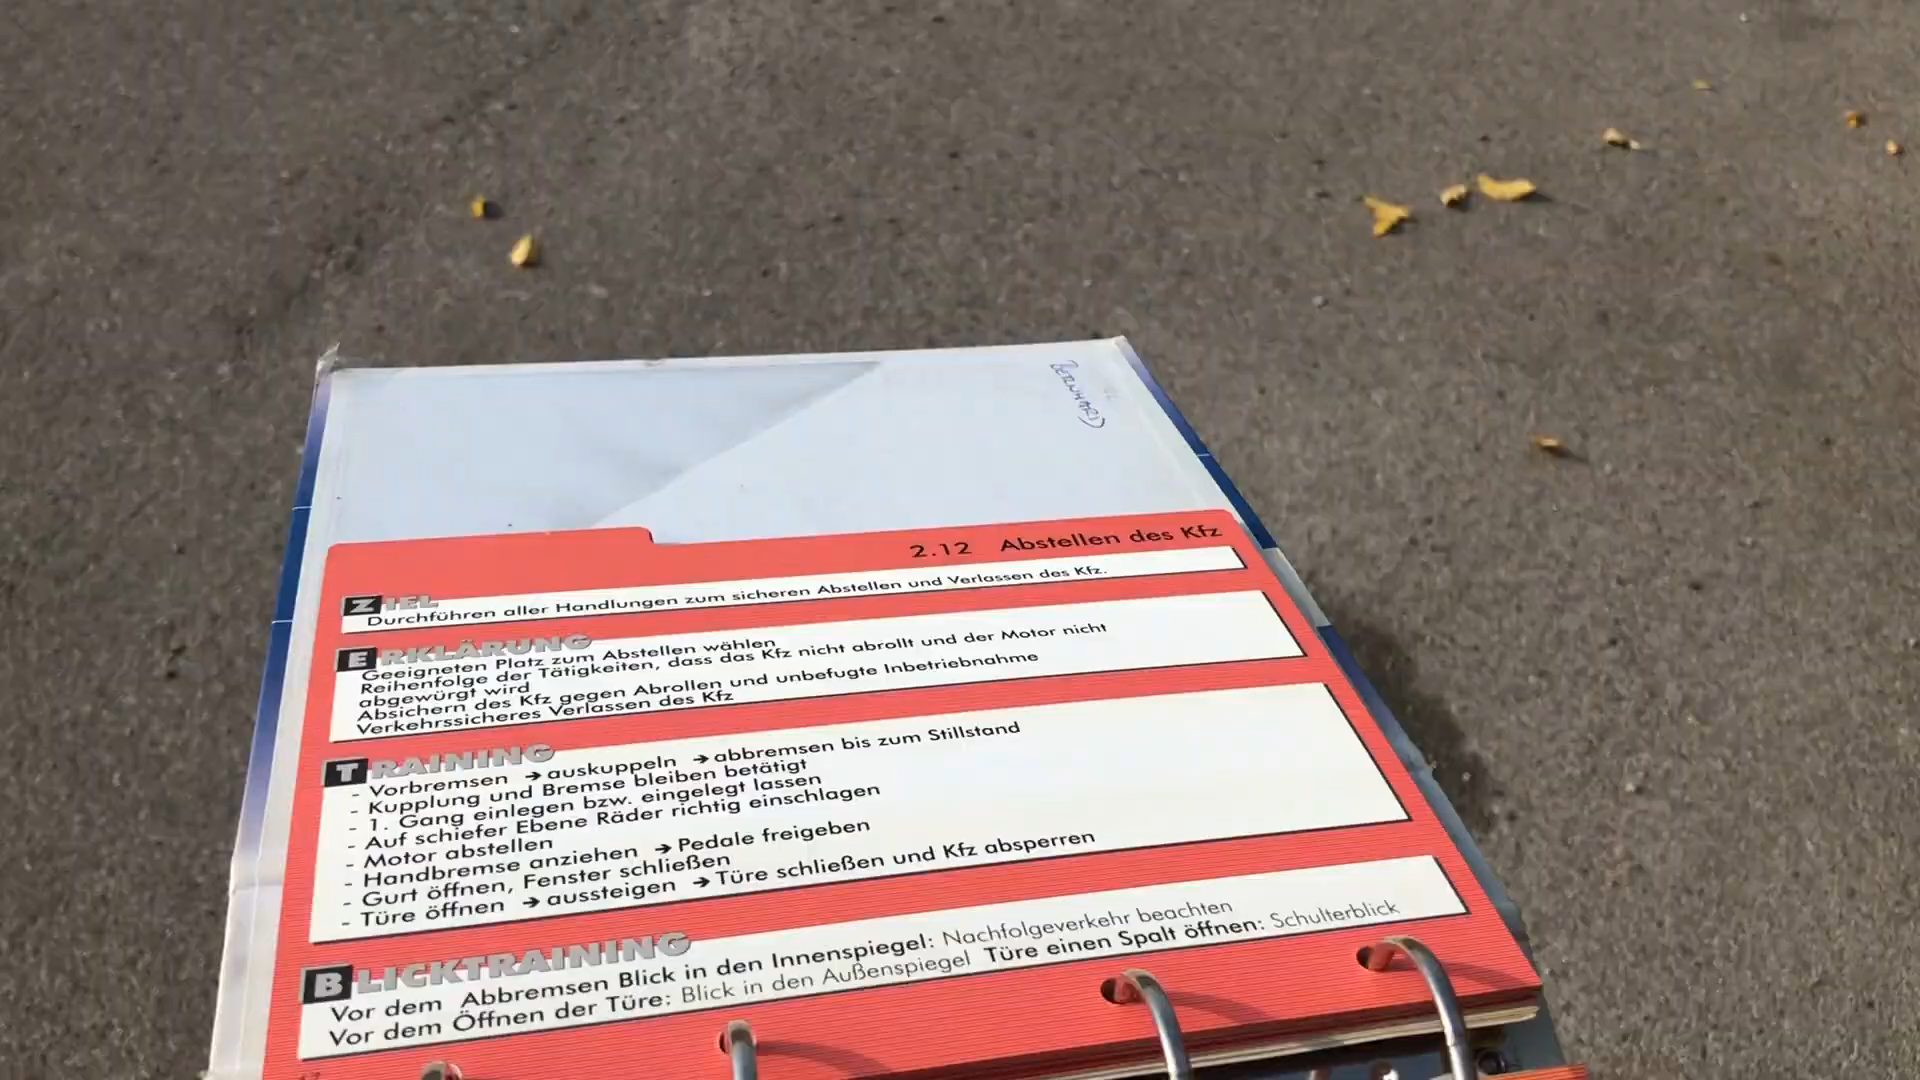 BERNHARD
2.12 Abstellen des Kfz
ZIEL
Durchführen aller Handlungen zum sicheren Abstellen und Verlassen des Kfz.
ERKLÄRUNG
Geeigneten Platz zum Abstellen wählen
Reihenfolge der Tätigkeiten, dass das Kfz nicht abrollt und der Motor nicht
abgewürgt wird
Absichern des Kfz gegen Abrollen und unbefugte Inbetriebnahme
Verkehrssicheres Verlassen des Kfz
TRAINING
- Vorbremsen → auskuppeln → abbremsen bis zum Stillstand
- Kupplung und Bremse bleiben betätigt
- 1. Gang einlegen bzw. eingelegt lassen
- Auf schiefer Ebene Räder richtig einschlagen
- Motor abstellen
- Handbremse anziehen → Pedale freigeben
- Gurt öffnen, Fenster schließen
- Türe öffnen → aussteigen → Türe schließen und Kfz absperren
BLICKTRAINING
Vor dem Abbremsen Blick in den Innenspiegel: Nachfolgeverkehr beachten
Vor dem Öffnen der Türe: Blick in den Außenspiegel Türe einen Spalt öffnen: Schulterblick